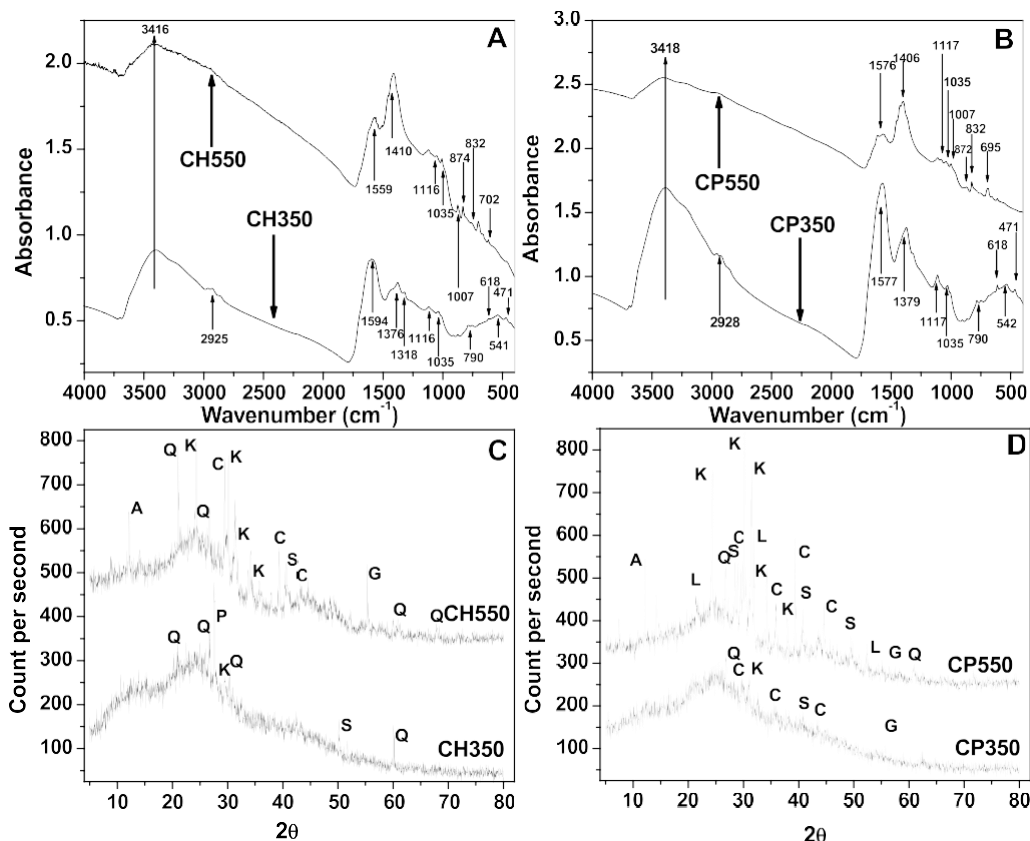 A
3416
2.0
CH550
1.5
832
874
1559
1410
1116
1035
702
1.0
CH350
1007
618
471
0.5
2925
1594
1376
1318
1116
1035
790
541
4000 3500 3000 2500 2000 1500 1000 500
Wavenumber (cm-1)
Absorbance
B
3418
3.0
1576
1406
1117
1035
1007
832
872
695
2.5
CP550
2.0
CP350
1.5
471
618
1.0
2928
1577
1379
1117
1035
790
542
0.5
4000 3500 3000 2500 2000 1500 1000 500
Wavenumber (cm-1)
Absorbance
C
800
Q K C K
700
A Q
600
K C
500
K S C
G Q Q
400
CH550
P
Q Q
300
K Q
200
S Q
100
CH350
10 20 30 40 50 60 70 80
2θ
Count per second
D
800
K
K K
700
600
C L C
Q S
A L K C S
500
K C S
400
L G Q
300
CP550
Q C K
200
C S C
G
100
CP350
10 20 30 40 50 60 70 80
2θ
Count per second